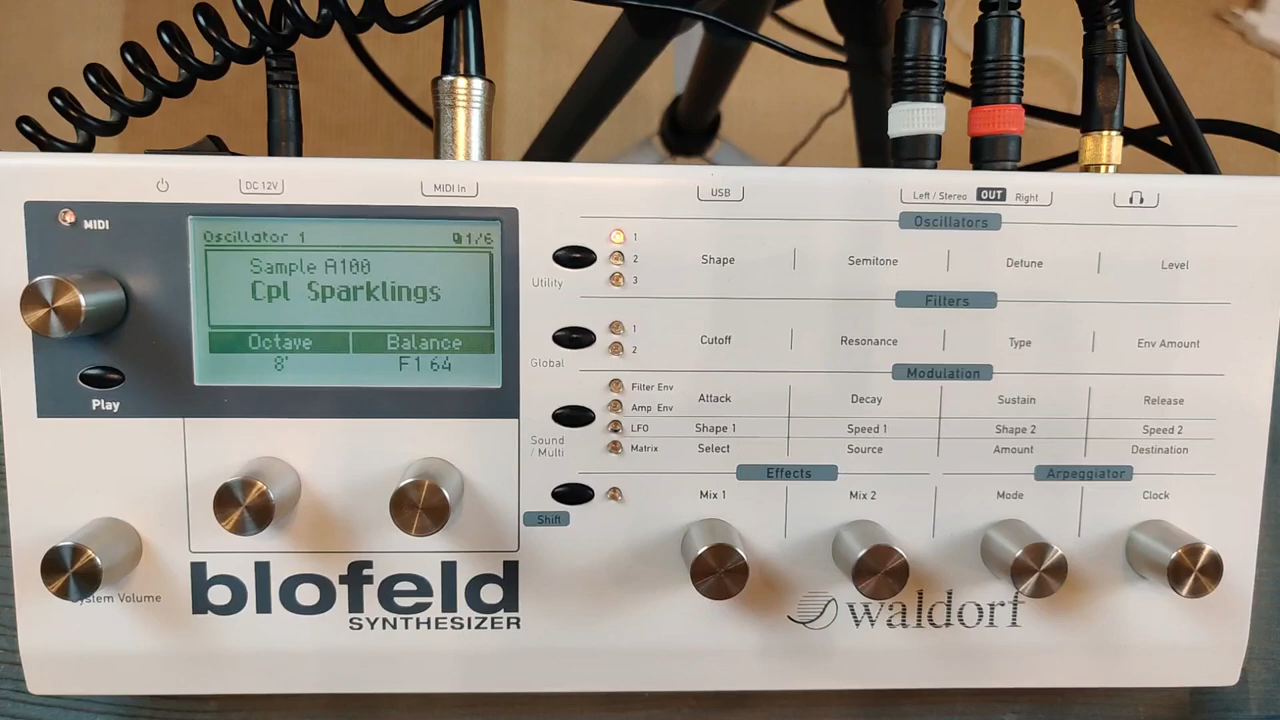 DC 12V
MIDI In
USB
Left / Stereo OUT Right
MIDI
Oscillator 1 1/6
Sample A100
Cpl Sparklings
Octave Balance
8' F1 64
Play
System Volume
blofeld
SYNTHESIZER
Oscillators
1
2
3
Shape Semitone Detune Level
Utility
Filters
1
2
Cutoff Resonance Type Env Amount
Global
Modulation
Filter Env
Attack Decay Sustain Release
Amp Env
LFO Shape 1 Speed 1 Shape 2 Speed 2
Sound
/ Multi
Matrix Select Source Amount Destination
Effects Arpeggiator
Mix 1 Mix 2 Mode Clock
Shift
waldorf